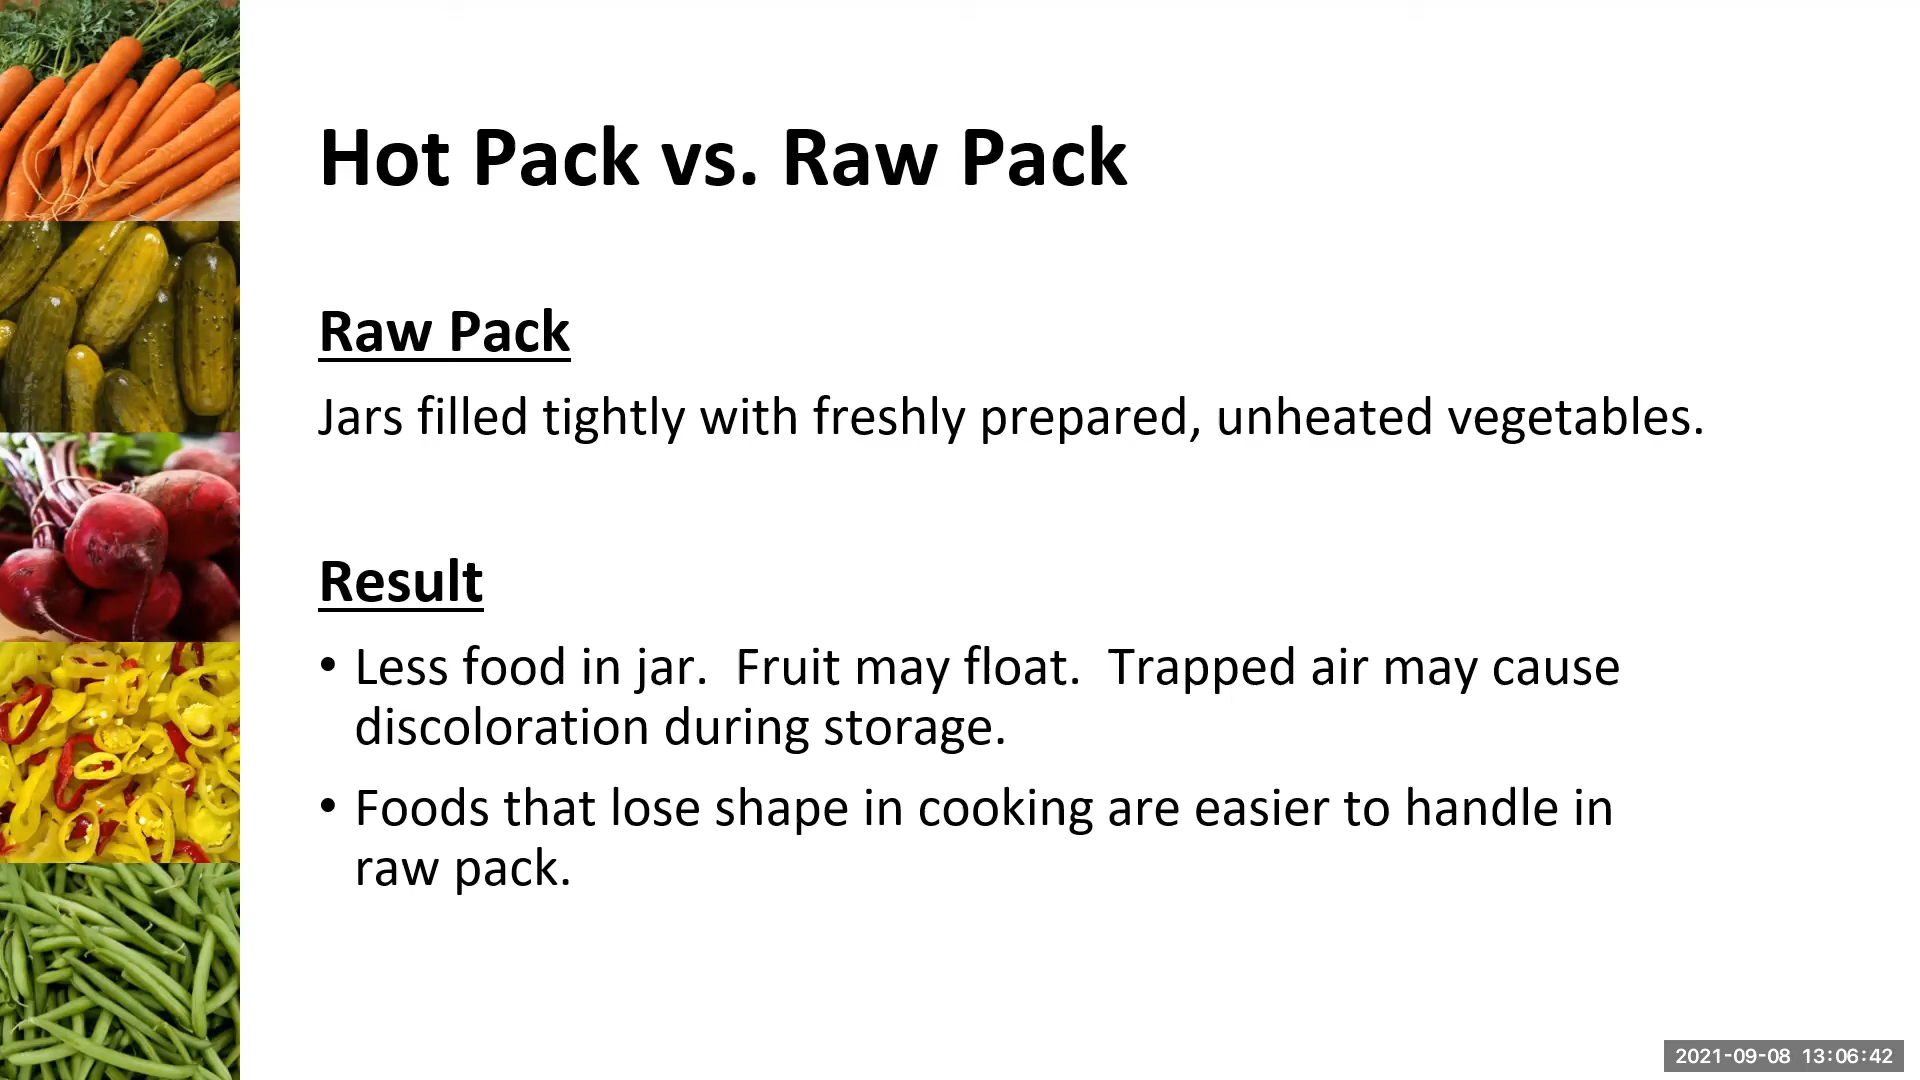 Hot Pack vs. Raw Pack
Raw Pack
Jars filled tightly with freshly prepared, unheated vegetables.
Result
• Less food in jar.  Fruit may float.  Trapped air may cause
discoloration during storage.
• Foods that lose shape in cooking are easier to handle in
raw pack.
2021-09-08 13:06:42